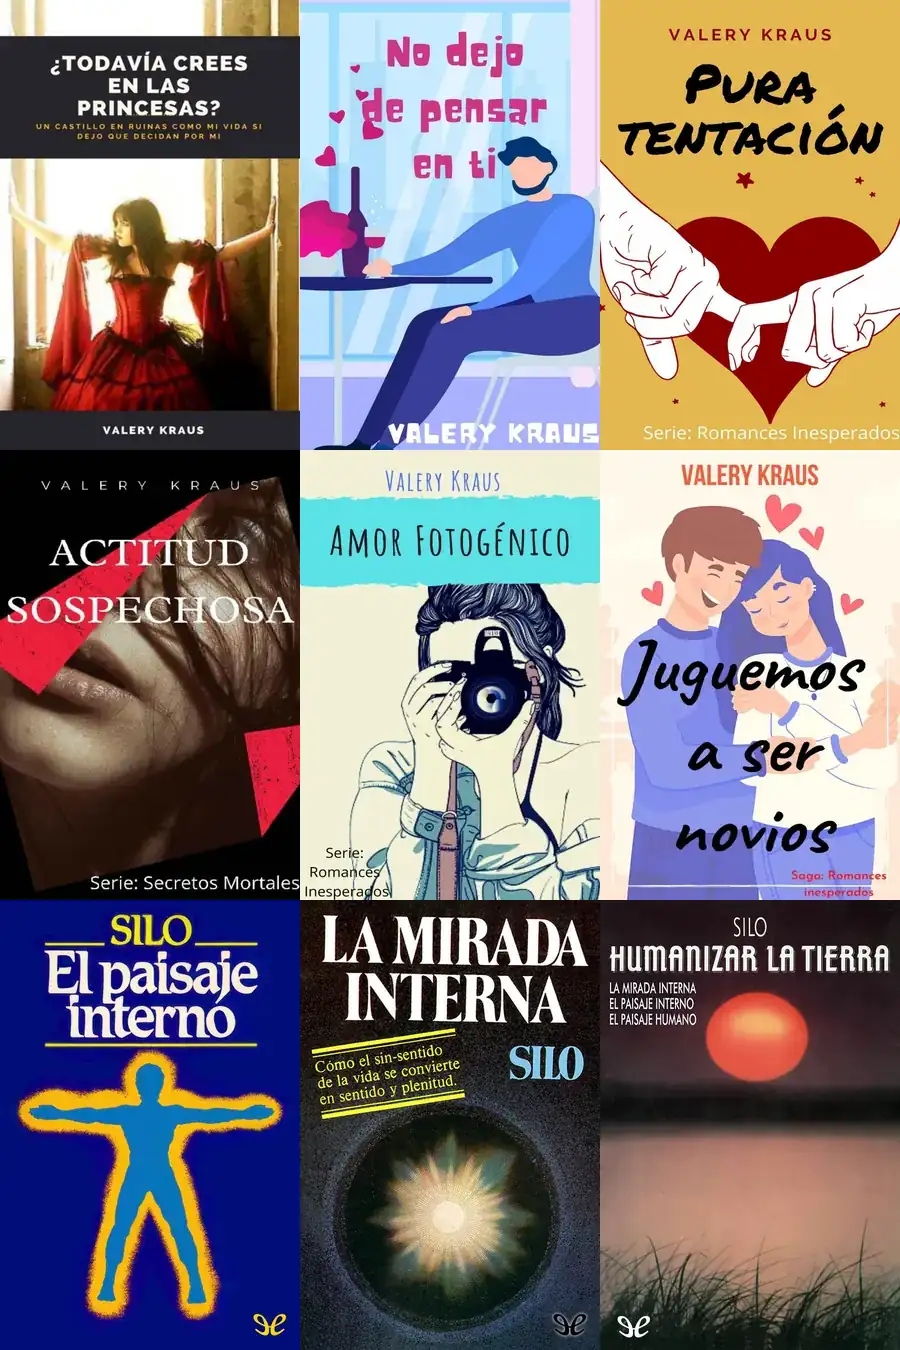 ¿TODAVÍA CREES
EN LAS
PRINCESAS?
UN CASTILLO EN RUINAS COMO MI VIDA SI
DEJO QUE DECIDAN POR MI
VALERY KRAUS
No dejo
de pensar
en ti
VALERY KRAUS
VALERY KRAUS
PURA
TENTACIÓN
Serie: Romances Inesperados
VALERY KRAUS
ACTITUD
SOSPECHOSA
Serie: Secretos Mortales
VALERY KRAUS
AMOR FOTOGÉNICO
Serie:
Romances
Inesperados
VALERY KRAUS
Juguemos
a ser
novios
Saga: Romances
inesperados
SILO
El paisaje
interno
LA MIRADA
INTERNA
Cómo el sin-sentido
de la vida se convierte
en sentido y plenitud.
SILO
SILO
HUMANIZAR LA TIERRA
LA MIRADA INTERNA
EL PAISAJE INTERNO
EL PAISAJE HUMANO